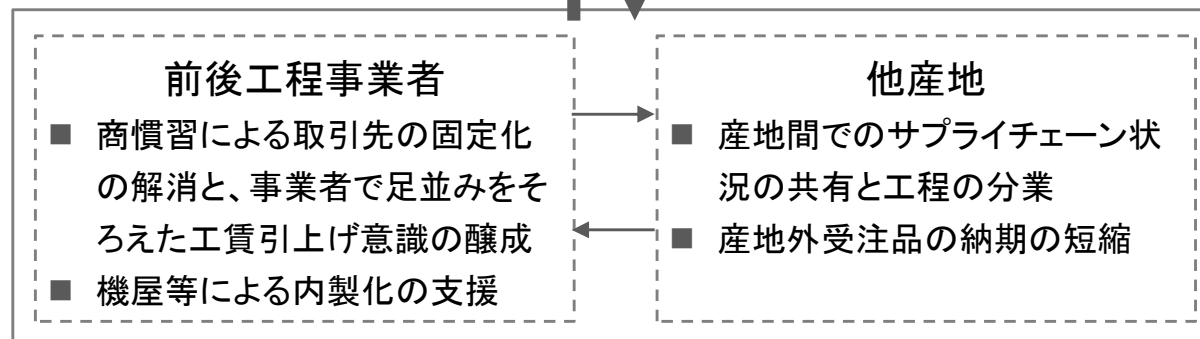 前後工程事業者
■ 商慣習による取引先の固定化
の解消と、事業者で足並みをそ
ろえた工賃引上げ意識の醸成
■ 機屋等による内製化の支援
他産地
■ 産地間でのサプライチェーン状
況の共有と工程の分業
■ 産地外受注品の納期の短縮